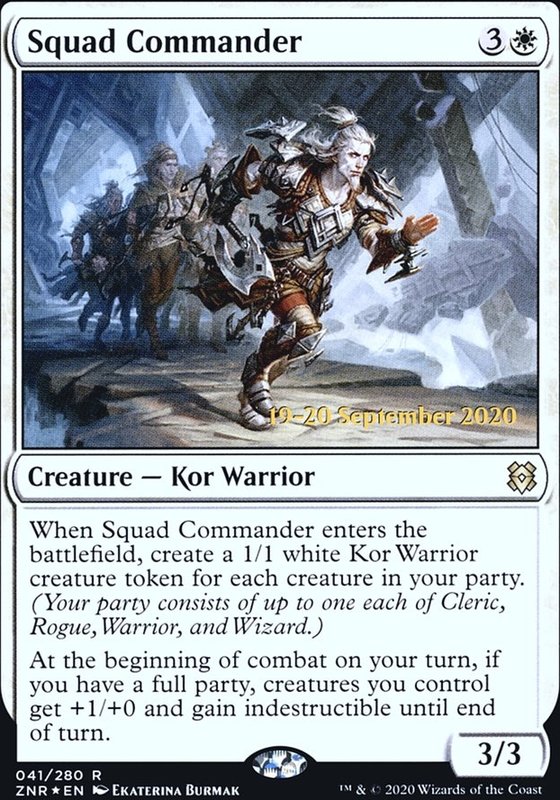 Squad Commander 3
19–20 September 2020
Creature — Kor Warrior
When Squad Commander enters the
battlefield, create a 1/1 white Kor Warrior
creature token for each creature in your party.
(Your party consists of up to one each of Cleric,
Rogue, Warrior, and Wizard.)
At the beginning of combat on your turn, if
you have a full party, creatures you control
get +1/+0 and gain indestructible until end
of turn.
3/3
041/280 R
ZNR★EN Ekaterina Burmak ™ & © 2020 Wizards of the Coast